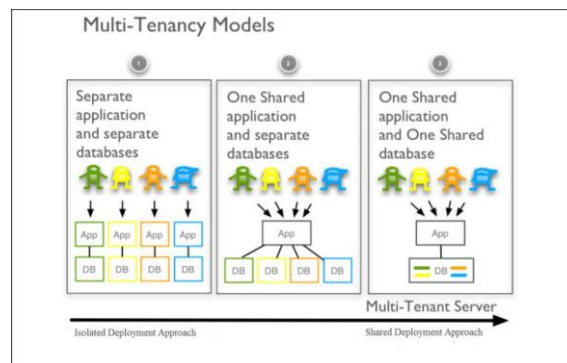 Multi-Tenancy Models
1
2
3
Separate
application
and separate
databases
App
App
App
App
DB
DB
DB
DB
One Shared
application
and separate
databases
App
DB
DB
DB
DB
One Shared
application
and One Shared
database
App
DB
Multi-Tenant Server
Isolated Deployment Approach
Shared Deployment Approach